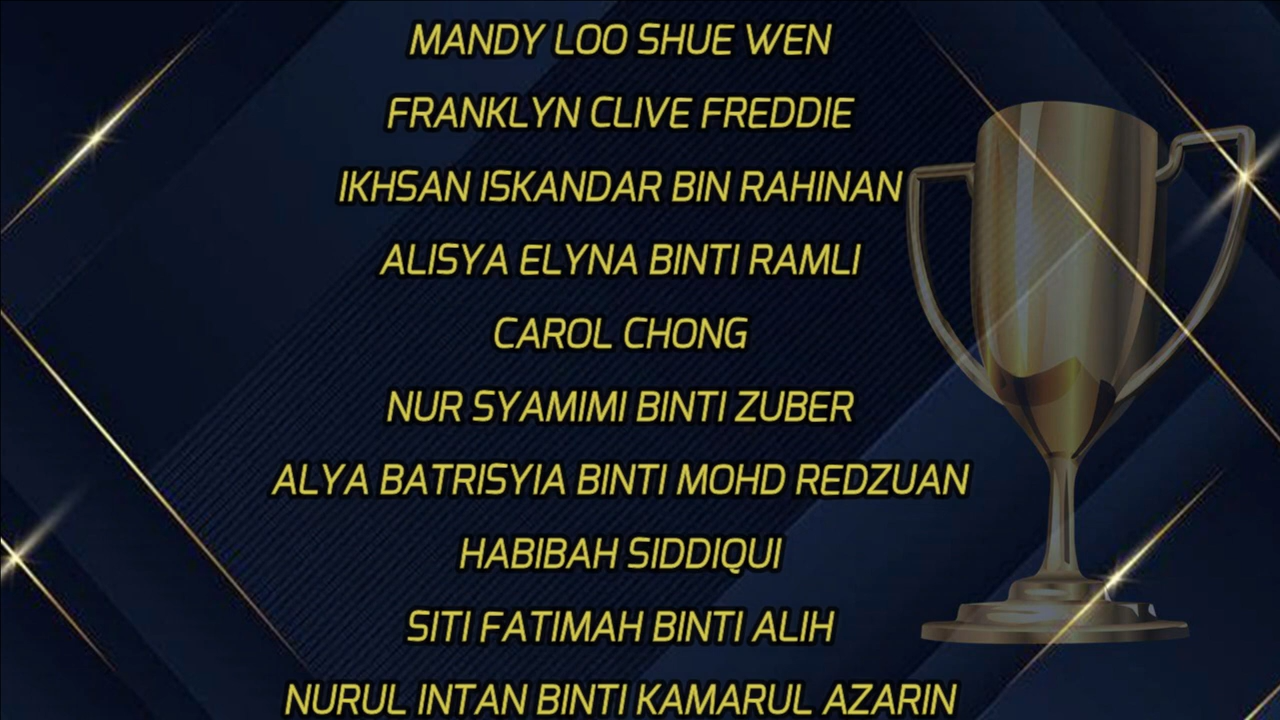 MANDY LOO SHUE WEN
FRANKLYN CLIVE FREDDIE
IKHSAN ISKANDAR BIN RAHINAN
ALISYA ELYNA BINTI RAMLI
CAROL CHONG
NUR SYAMIMI BINTI ZUBER
ALYA BATRISYIA BINTI MOHD REDZUAN
HABIBAH SIDDIQUI
SITI FATIMAH BINTI ALIH
NURUL INTAN BINTI KAMARUL AZARIN